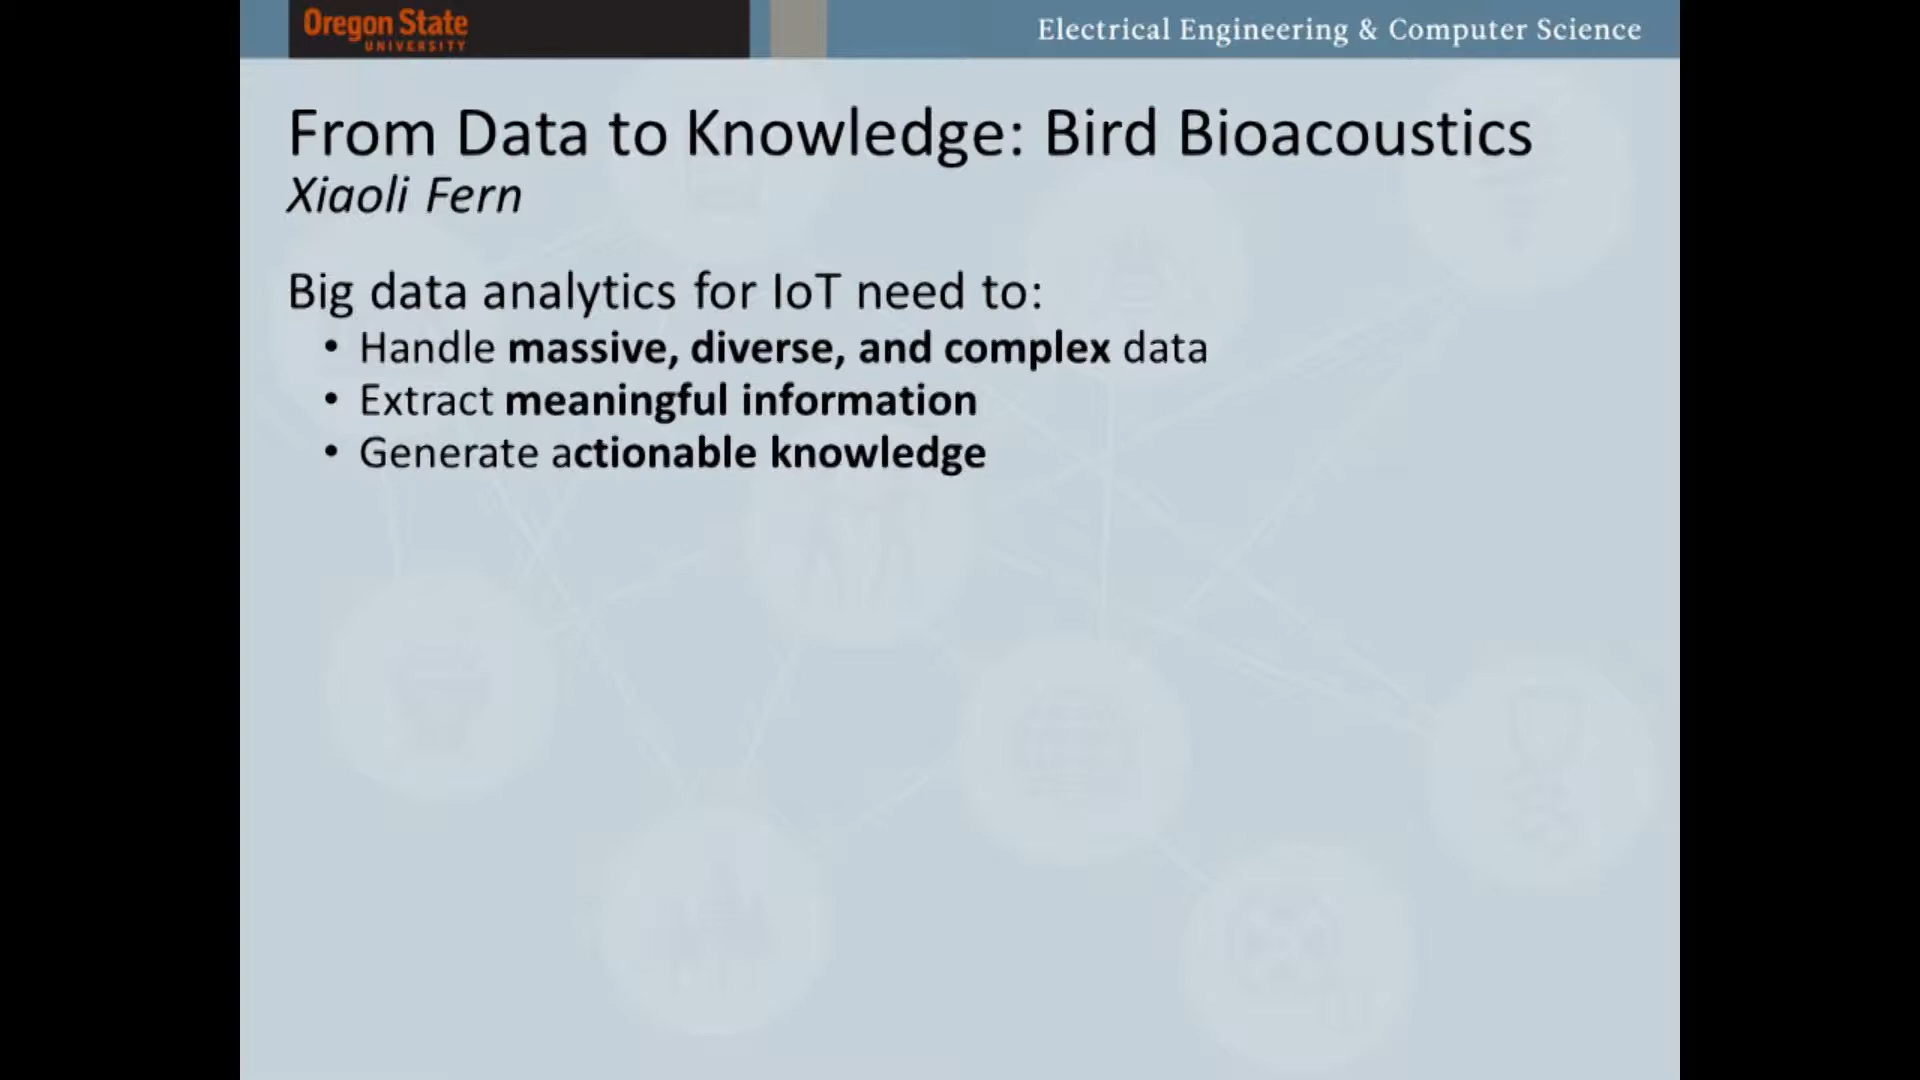 Oregon State
UNIVERSITY
Electrical Engineering & Computer Science
From Data to Knowledge: Bird Bioacoustics
Xiaoli Fern
Big data analytics for IoT need to:
• Handle massive, diverse, and complex data
• Extract meaningful information
• Generate actionable knowledge